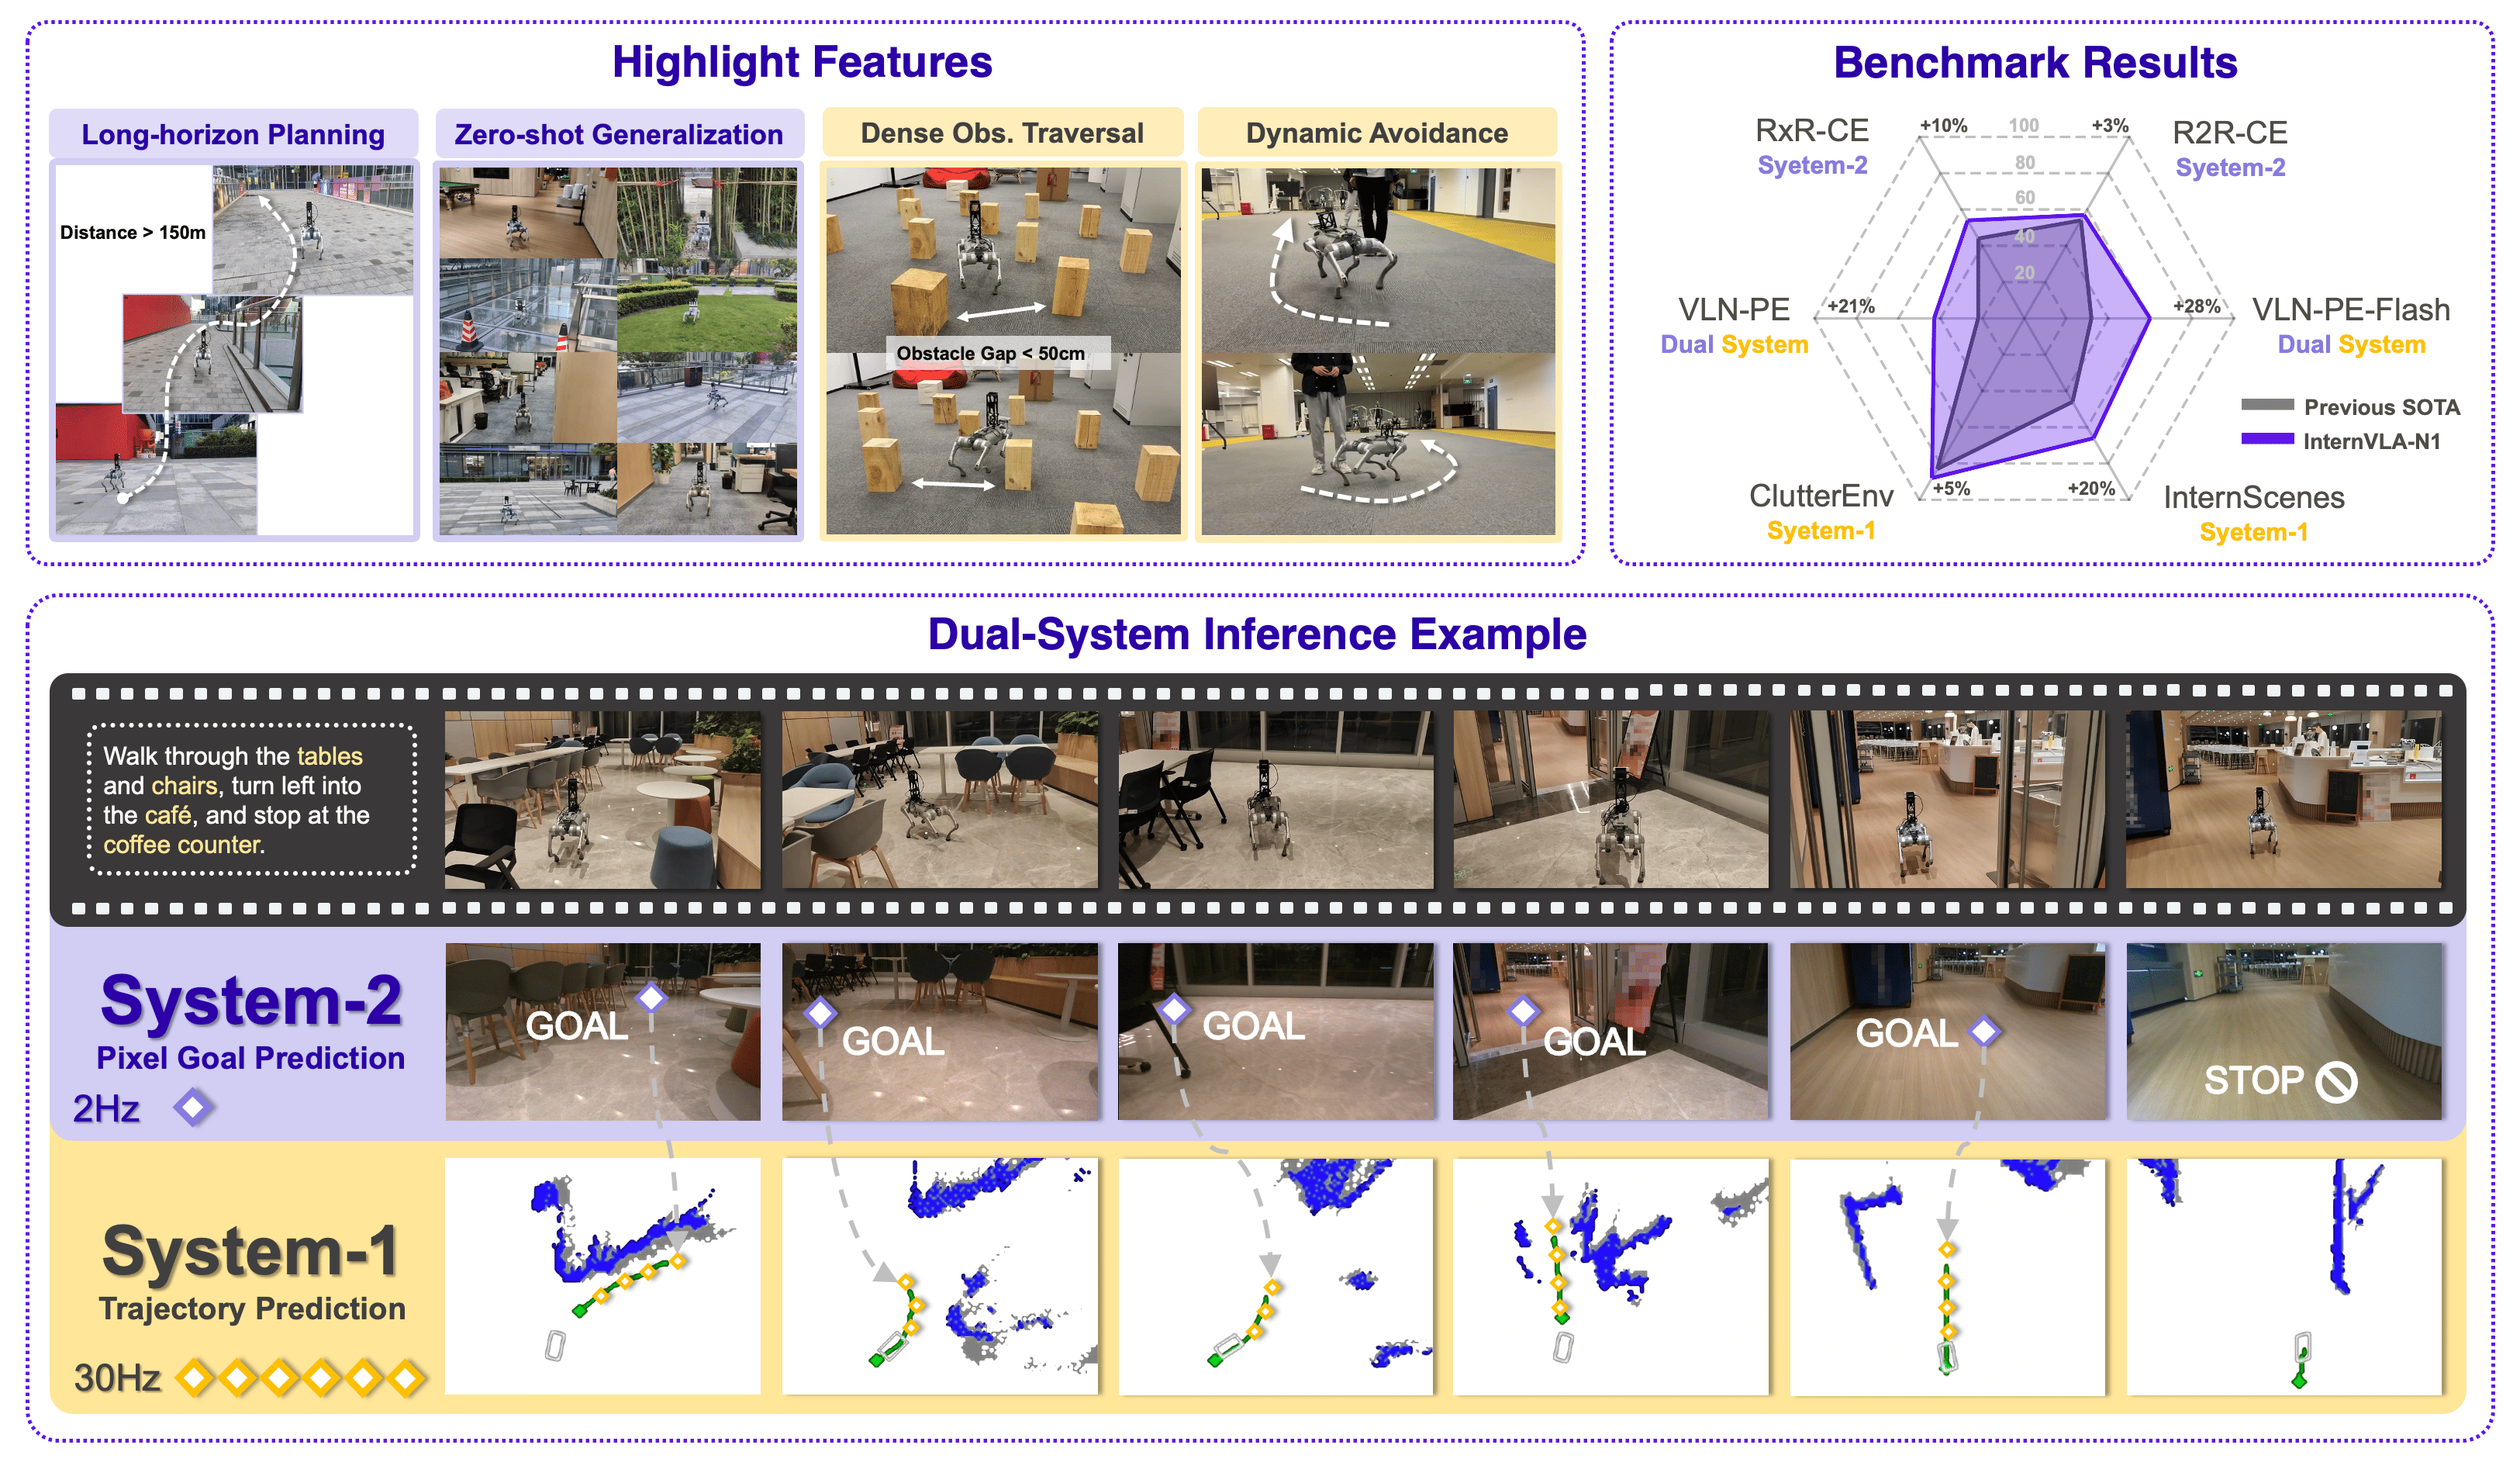 Highlight Features
Long-horizon Planning
Zero-shot Generalization
Dense Obs. Traversal
Dynamic Avoidance
Distance > 150m
Obstacle Gap < 50cm
Benchmark Results
RxR-CE
Syetem-2
+10%
100
+3%
R2R-CE
Syetem-2
80
60
40
20
VLN-PE
Dual System
+21%
+28%
VLN-PE-Flash
Dual System
Previous SOTA
InternVLA-N1
ClutterEnv
Syetem-1
+5%
+20%
InternScenes
Syetem-1
Dual-System Inference Example
Walk through the tables
and chairs, turn left into
the café, and stop at the
coffee counter.
System-2
Pixel Goal Prediction
2Hz
GOAL
GOAL
GOAL
GOAL
GOAL
STOP
System-1
Trajectory Prediction
30Hz